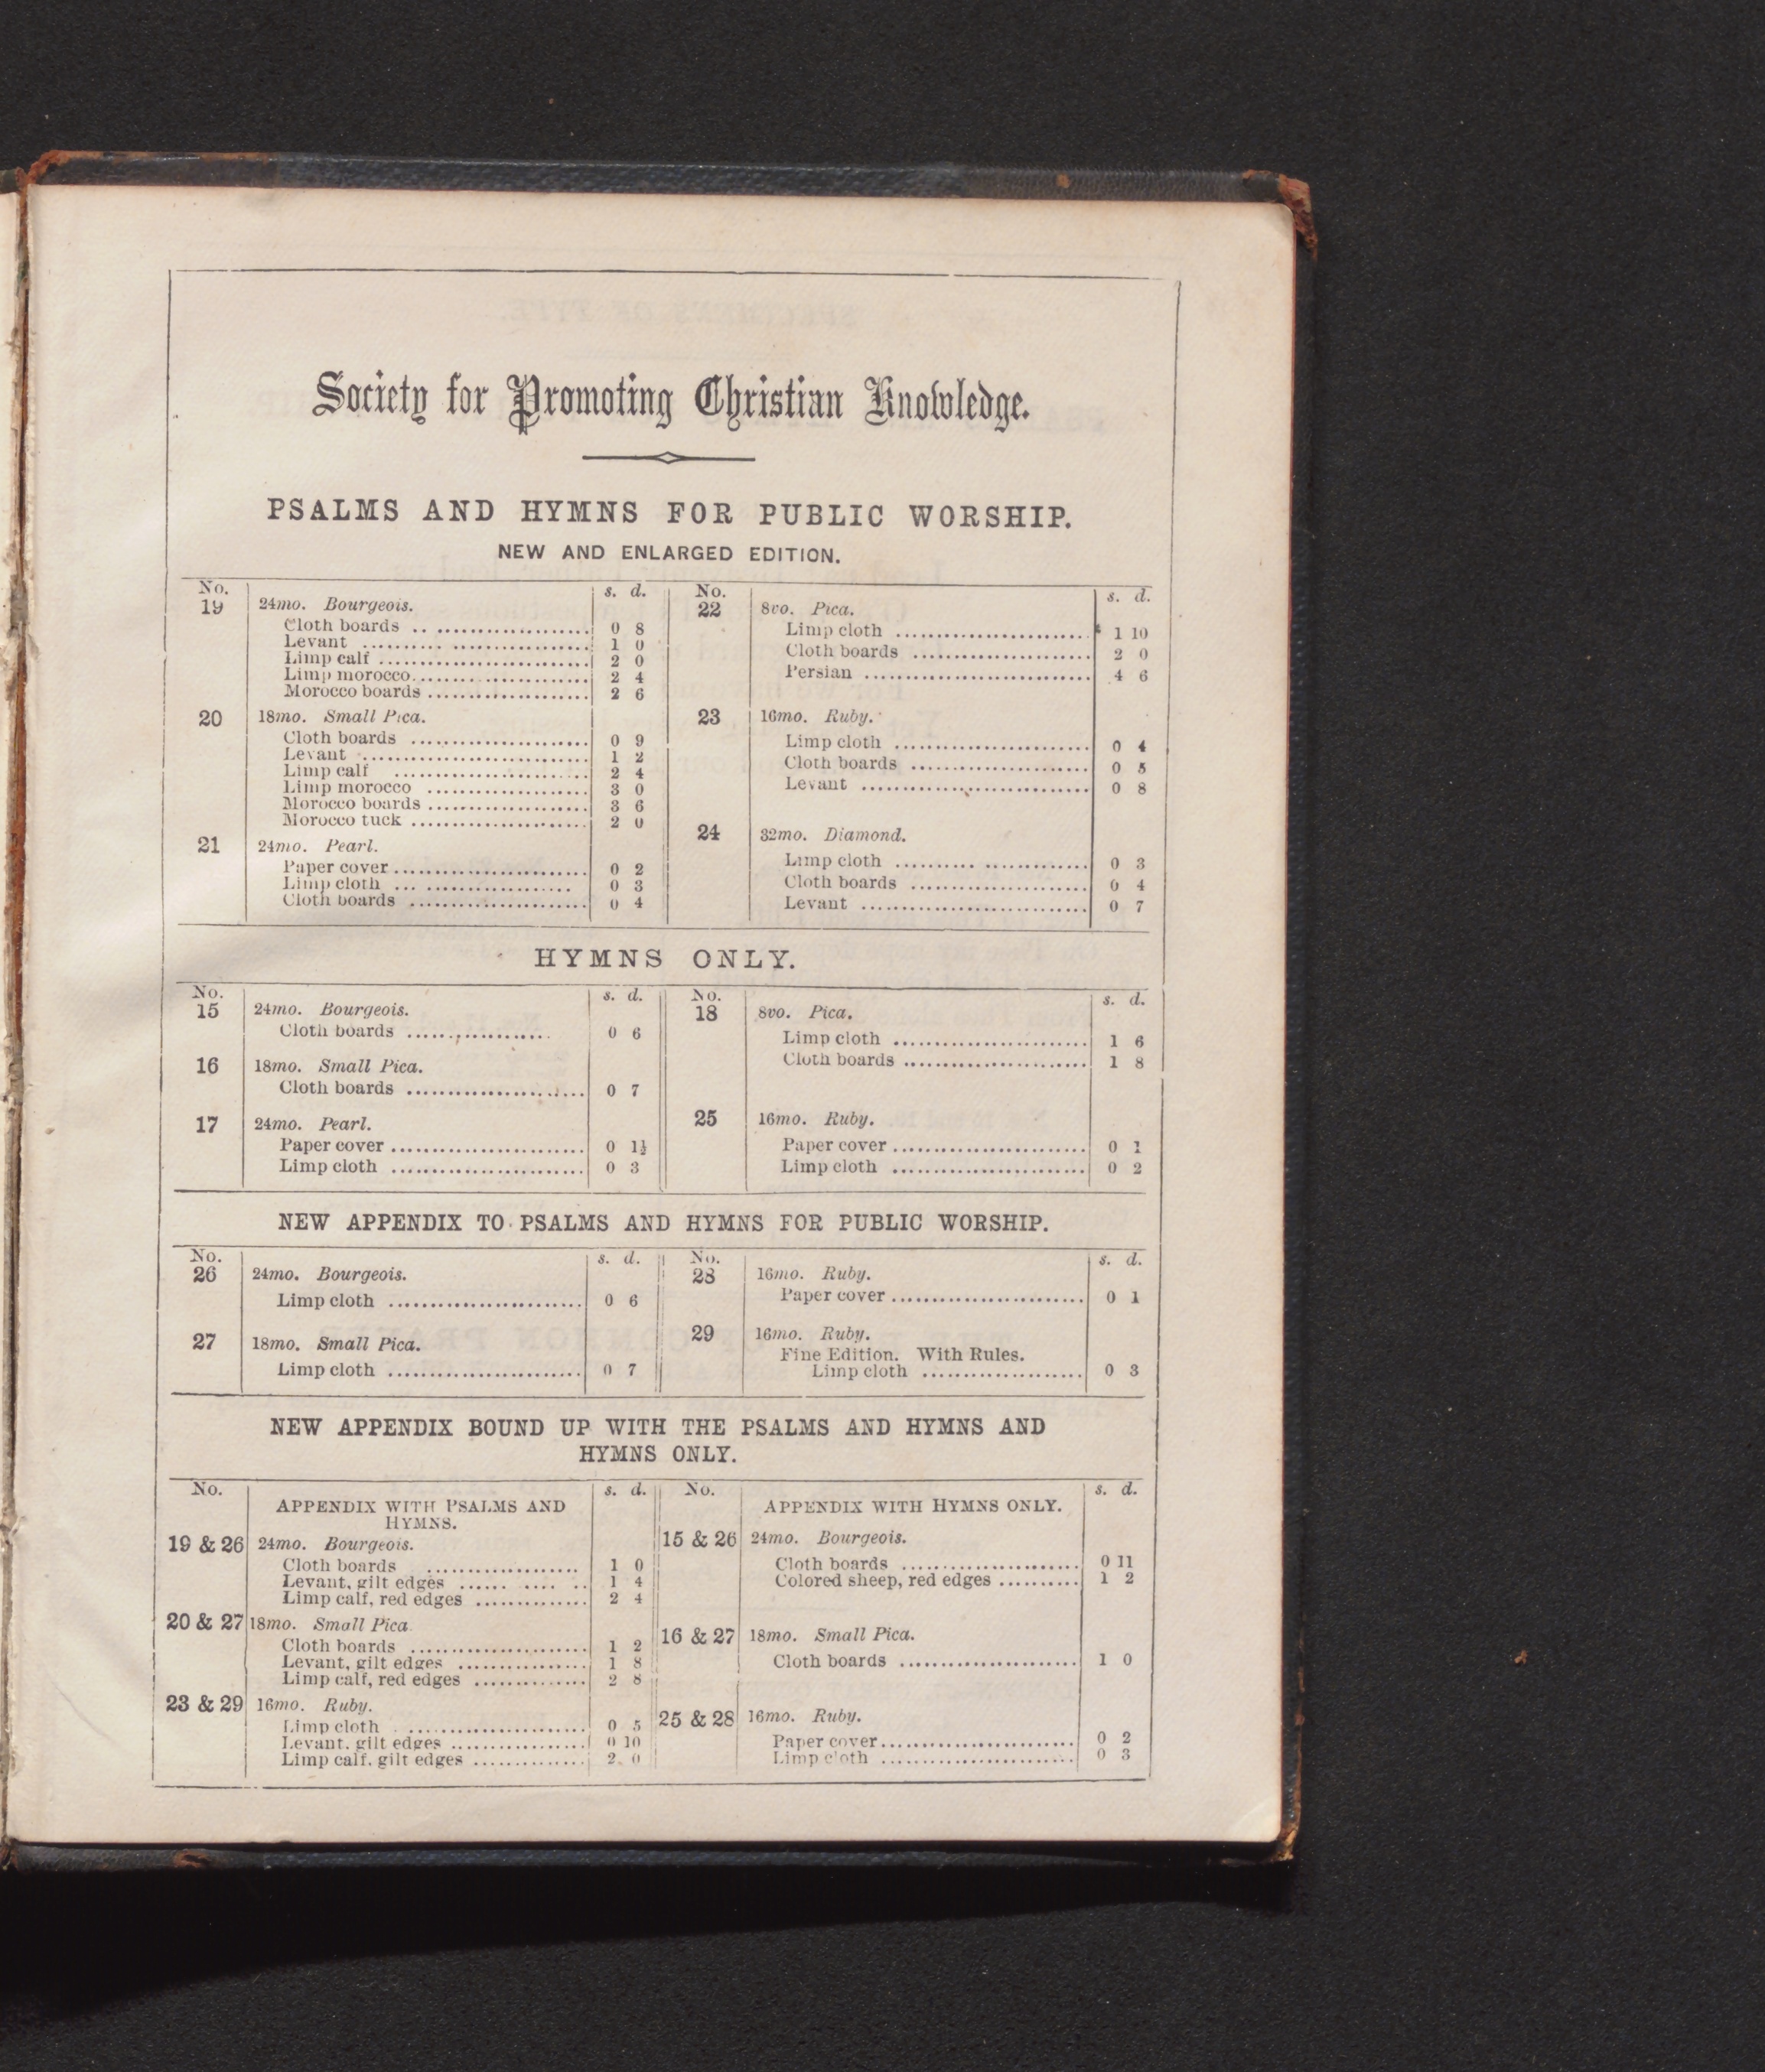 Society for Promoting Christian Knowledge.
PSALMS AND HYMNS FOR PUBLIC WORSHIP.
NEW AND ENLARGED EDITION.
No. s. d.
19 24mo. Bourgeois.
Cloth boards .................... 0 8
Levant .................... 1 0
Limp calf .................... 2 0
Limp morocco .................... 2 4
Morocco boards .................... 2 6
20 18mo. Small Pica.
Cloth boards .................... 0 9
Levant .................... 1 2
Limp calf .................... 2 4
Limp morocco .................... 3 0
Morocco boards .................... 3 6
Morocco tuck .................... 2 0
21 24mo. Pearl.
Paper cover .................... 0 2
Limp cloth .................... 0 3
Cloth boards .................... 0 4
No. s. d.
22 8vo. Pica.
Limp cloth .................... 1 10
Cloth boards .................... 2 0
Persian .................... 4 6
23 16mo. Ruby.
Limp cloth .................... 0 4
Cloth boards .................... 0 5
Levant .................... 0 8
24 32mo. Diamond.
Limp cloth .................... 0 3
Cloth boards .................... 0 4
Levant .................... 0 7
HYMNS ONLY.
No. s. d.
15 24mo. Bourgeois.
Cloth boards .................... 0 6
16 18mo. Small Pica.
Cloth boards .................... 0 7
17 24mo. Pearl.
Paper cover .................... 0 1½
Limp cloth .................... 0 3
No. s. d.
18 8vo. Pica.
Limp cloth .................... 1 6
Cloth boards .................... 1 8
25 16mo. Ruby.
Paper cover .................... 0 1
Limp cloth .................... 0 2
NEW APPENDIX TO PSALMS AND HYMNS FOR PUBLIC WORSHIP.
No. s. d.
26 24mo. Bourgeois.
Limp cloth .................... 0 6
27 18mo. Small Pica.
Limp cloth .................... 0 7
No. s. d.
28 16mo. Ruby.
Paper cover .................... 0 1
29 16mo. Ruby.
Fine Edition. With Rules.
Limp cloth .................... 0 3
NEW APPENDIX BOUND UP WITH THE PSALMS AND HYMNS AND
HYMNS ONLY.
No. s. d.
APPENDIX WITH PSALMS AND
HYMNS.
19 & 26 24mo. Bourgeois.
Cloth boards .................... 1 0
Levant, gilt edges .................... 1 4
Limp calf, red edges .................... 2 4
20 & 27 18mo. Small Pica
Cloth boards .................... 1 2
Levant, gilt edges .................... 1 8
Limp calf, red edges .................... 2 8
23 & 29 16mo. Ruby.
Limp cloth .................... 0 5
Levant, gilt edges .................... 0 10
Limp calf, gilt edges .................... 2 0
No. s. d.
APPENDIX WITH HYMNS ONLY.
15 & 26 24mo. Bourgeois.
Cloth boards .................... 0 11
Colored sheep, red edges .......... 1 2
16 & 27 18mo. Small Pica.
Cloth boards .................... 1 0
25 & 28 16mo. Ruby.
Paper cover .................... 0 2
Limp cloth .................... 0 3